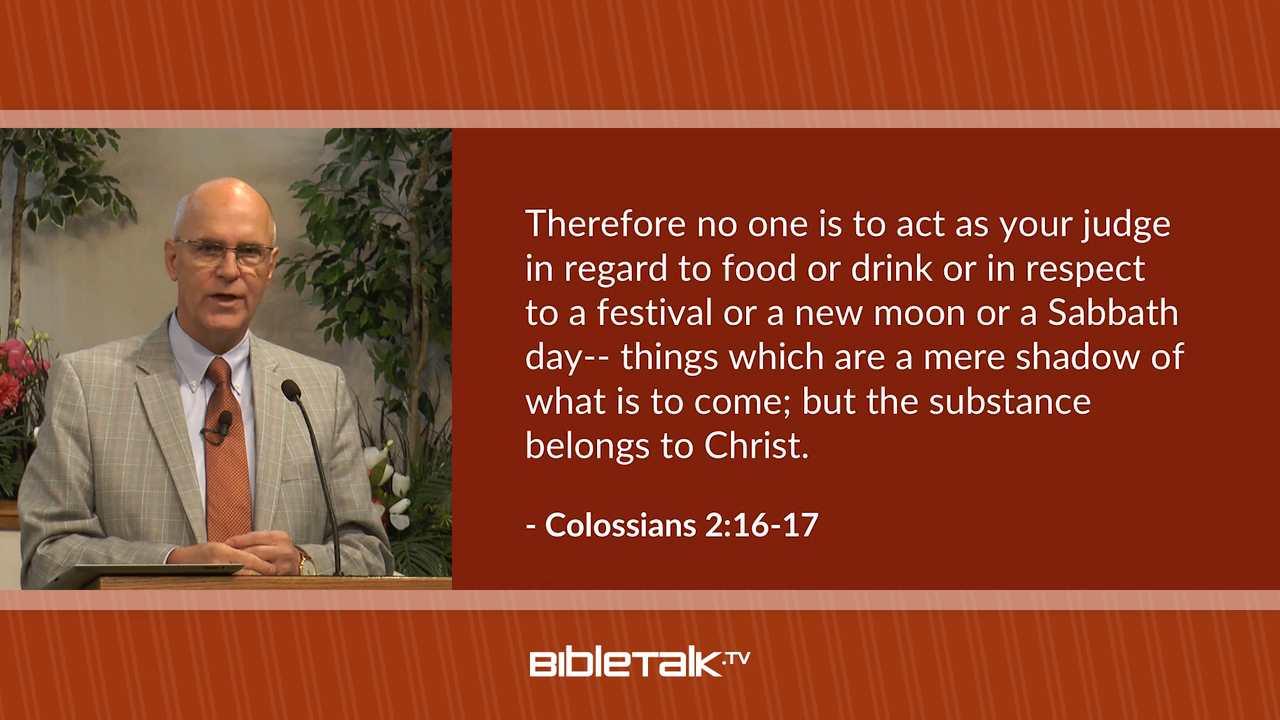 Therefore no one is to act as your judge
in regard to food or drink or in respect
to a festival or a new moon or a Sabbath
day-- things which are a mere shadow of
what is to come; but the substance
belongs to Christ.
- Colossians 2:16-17
BIBLETALK.TV